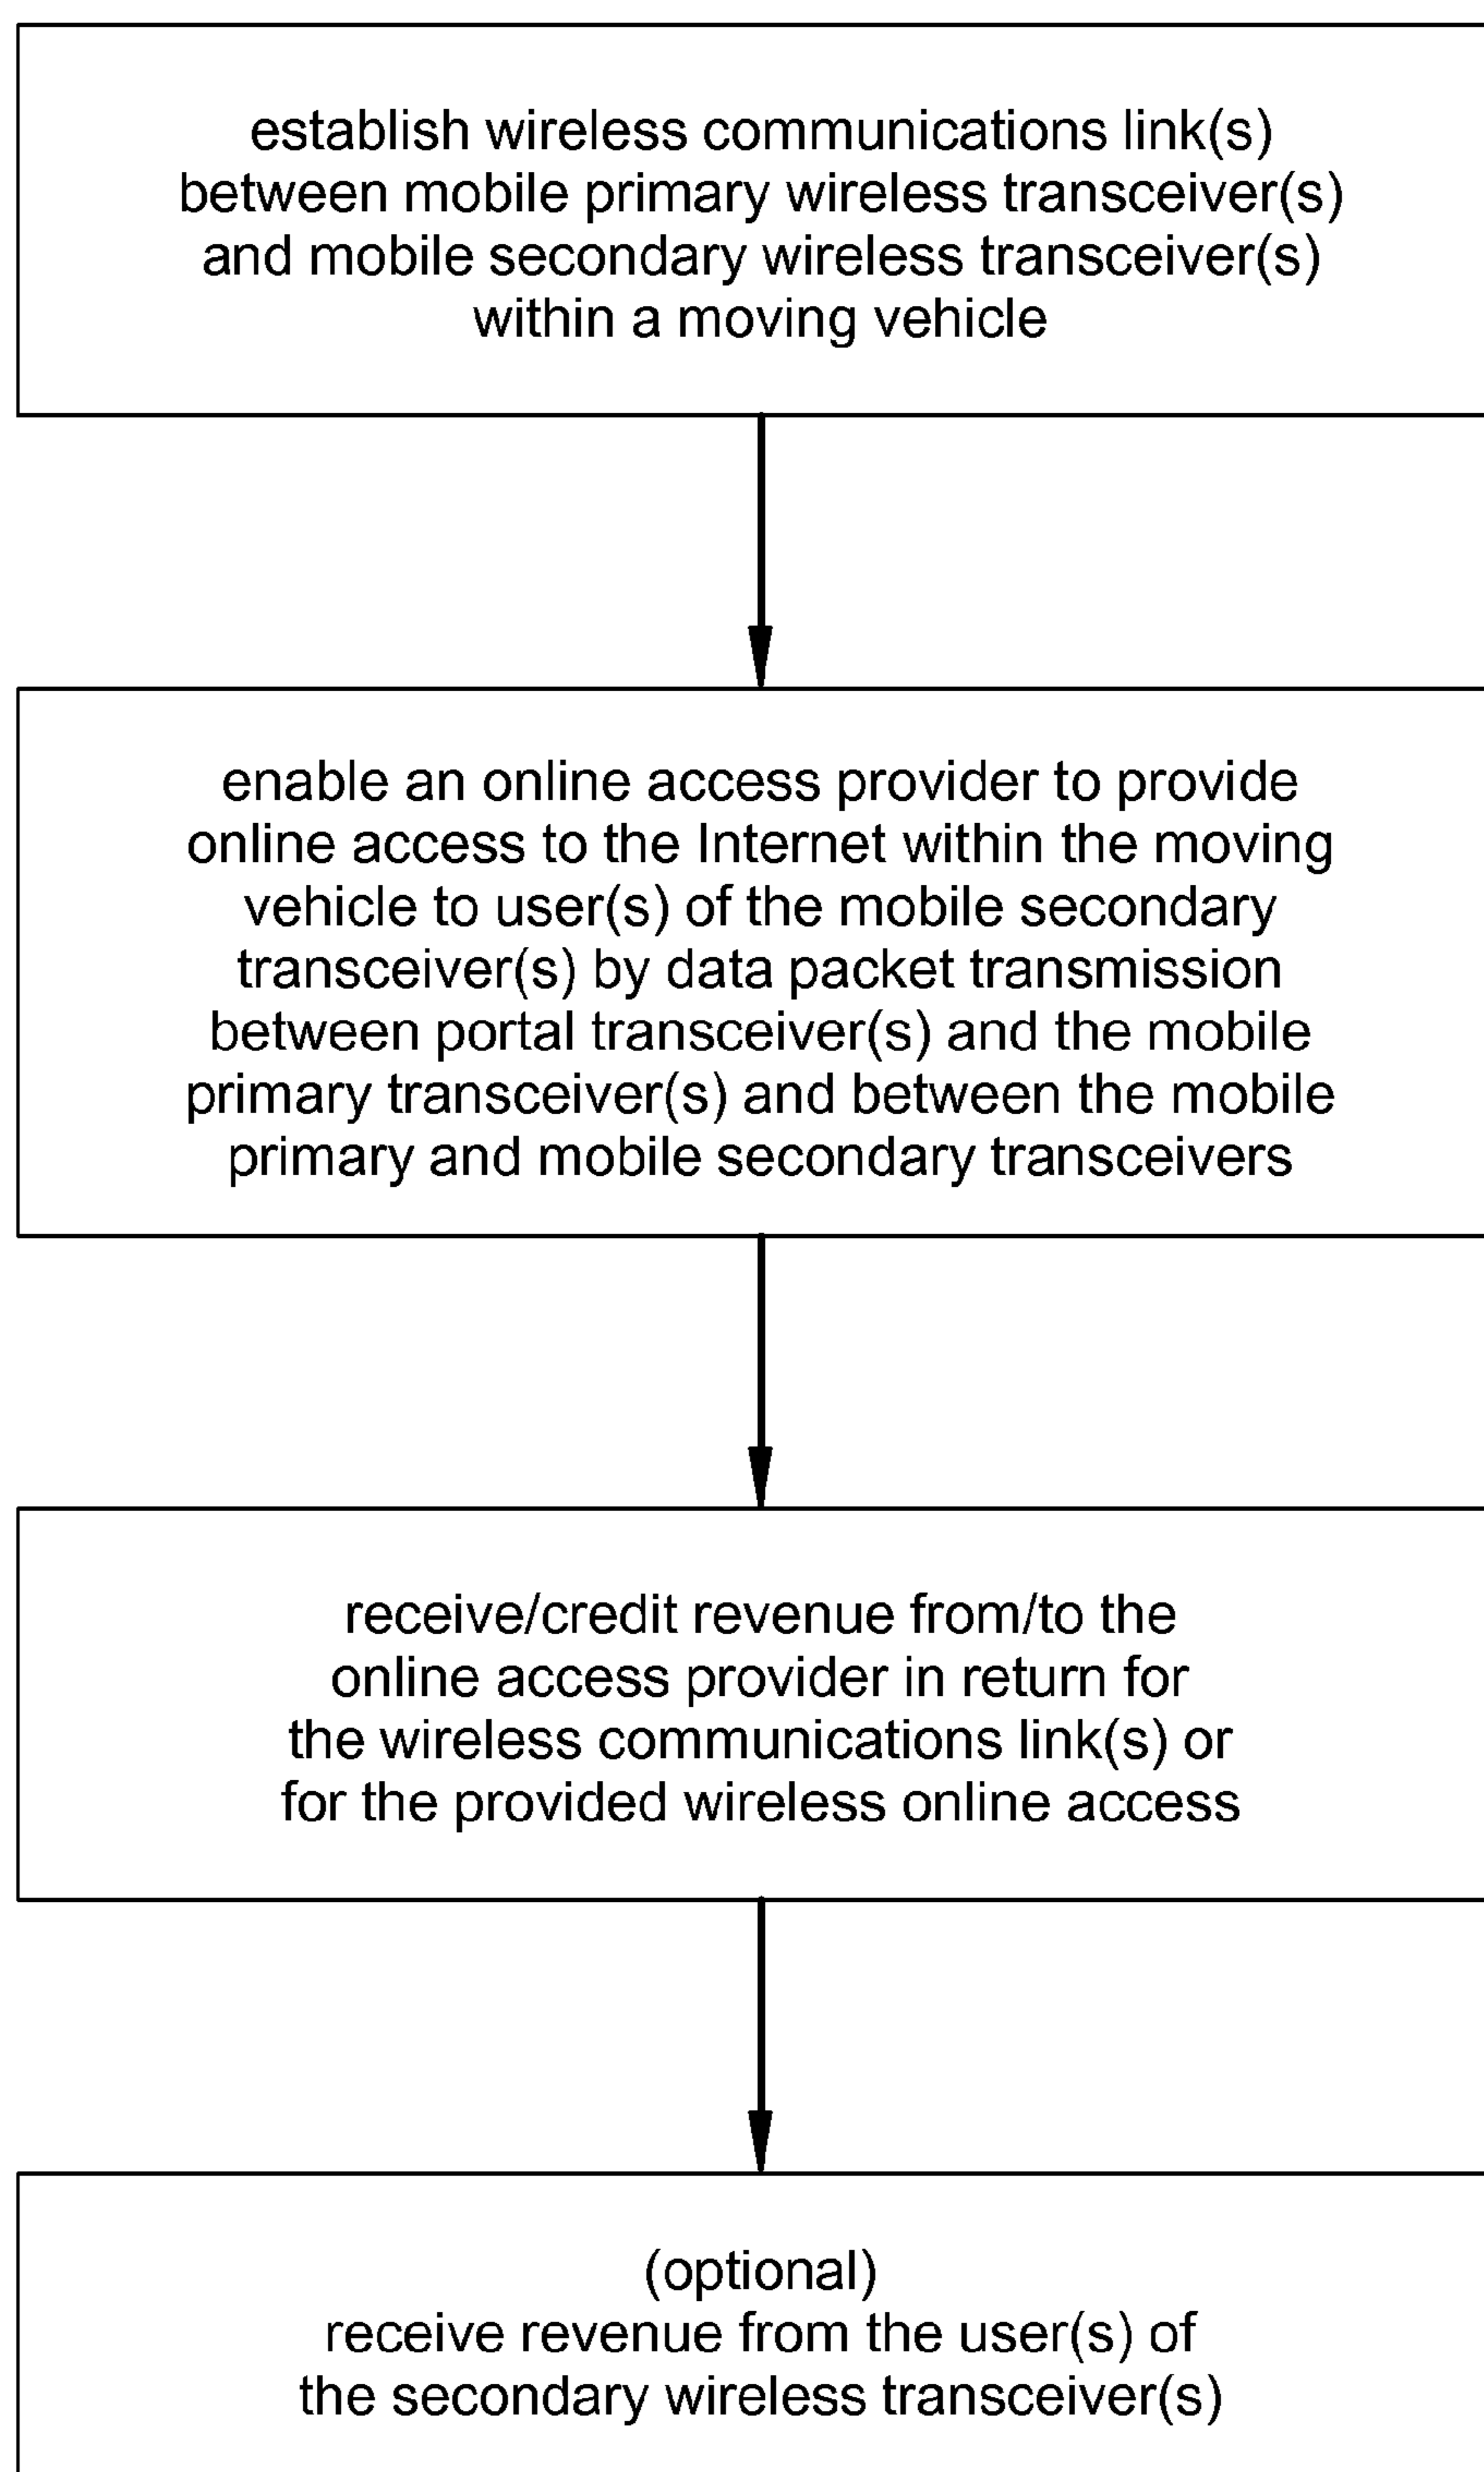 establish wireless communications link(s)
between mobile primary wireless transceiver(s)
and mobile secondary wireless transceiver(s)
within a moving vehicle
enable an online access provider to provide
online access to the Internet within the moving
vehicle to user(s) of the mobile secondary
transceiver(s) by data packet transmission
between portal transceiver(s) and the mobile
primary transceiver(s) and between the mobile
primary and mobile secondary transceivers
receive/credit revenue from/to the
online access provider in return for
the wireless communications link(s) or
for the provided wireless online access
(optional)
receive revenue from the user(s) of
the secondary wireless transceiver(s)